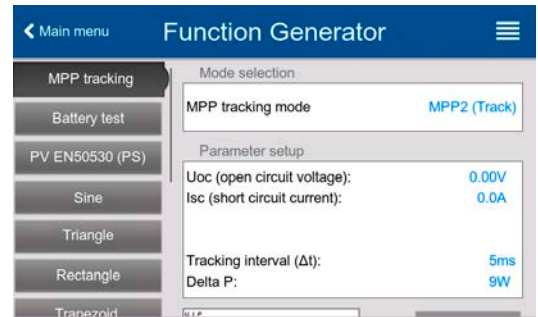 Main menu
Function Generator
MPP tracking
Battery test
PV EN50530 (PS)
Sine
Triangle
Rectangle
Trapezoid
Mode selection
MPP tracking mode MPP2 (Track)
Parameter setup
Uoc (open circuit voltage): 0.00V
Isc (short circuit current): 0.0A
Tracking interval (Δt): 5ms
Delta P: 9W